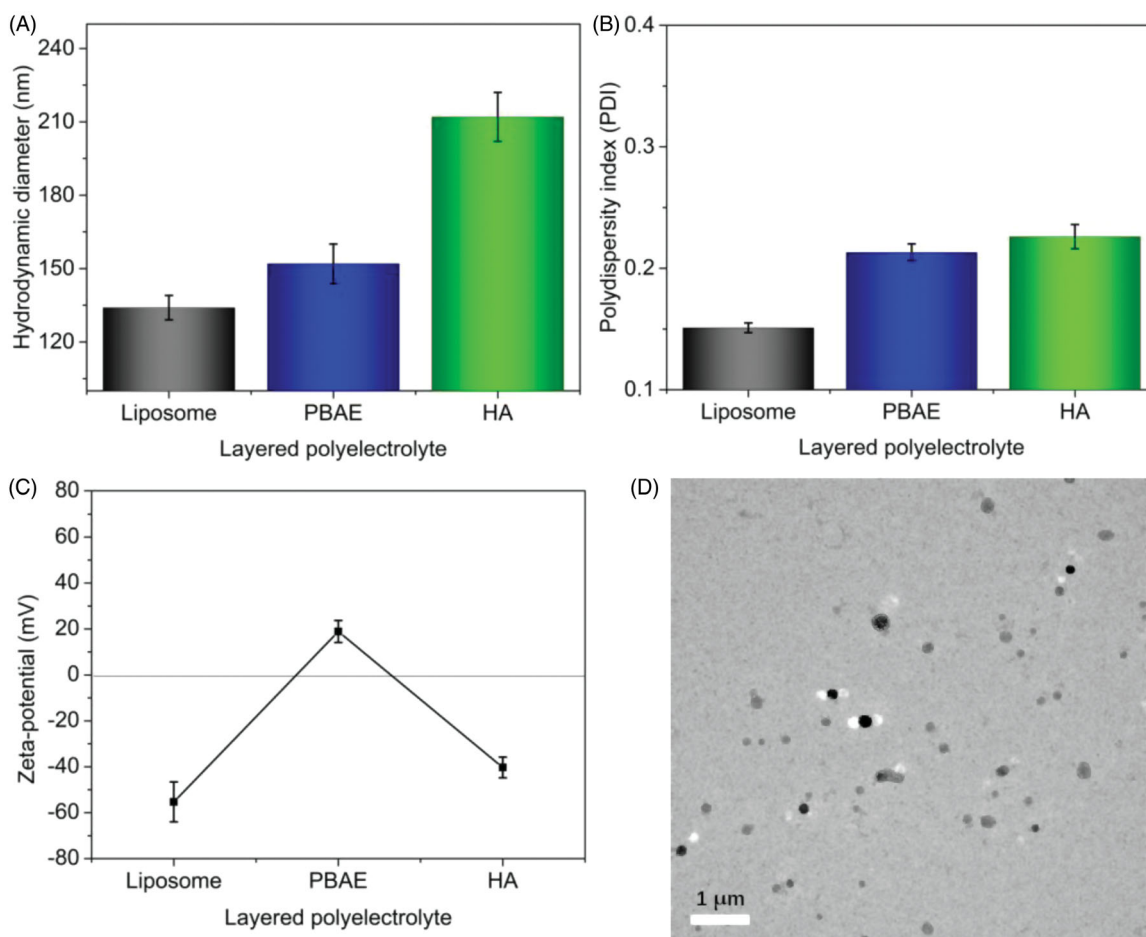 (A)
Hydrodynamic diameter (nm)
240
210
180
150
120
Liposome PBAE HA
Layered polyelectrolyte
(B)
Polydispersity index (PDI)
0.4
0.3
0.2
0.1
Liposome PBAE HA
Layered polyelectrolyte
(C)
Zeta-potential (mV)
80
60
40
20
0
-20
-40
-60
-80
Liposome PBAE HA
Layered polyelectrolyte
(D)
1 μm